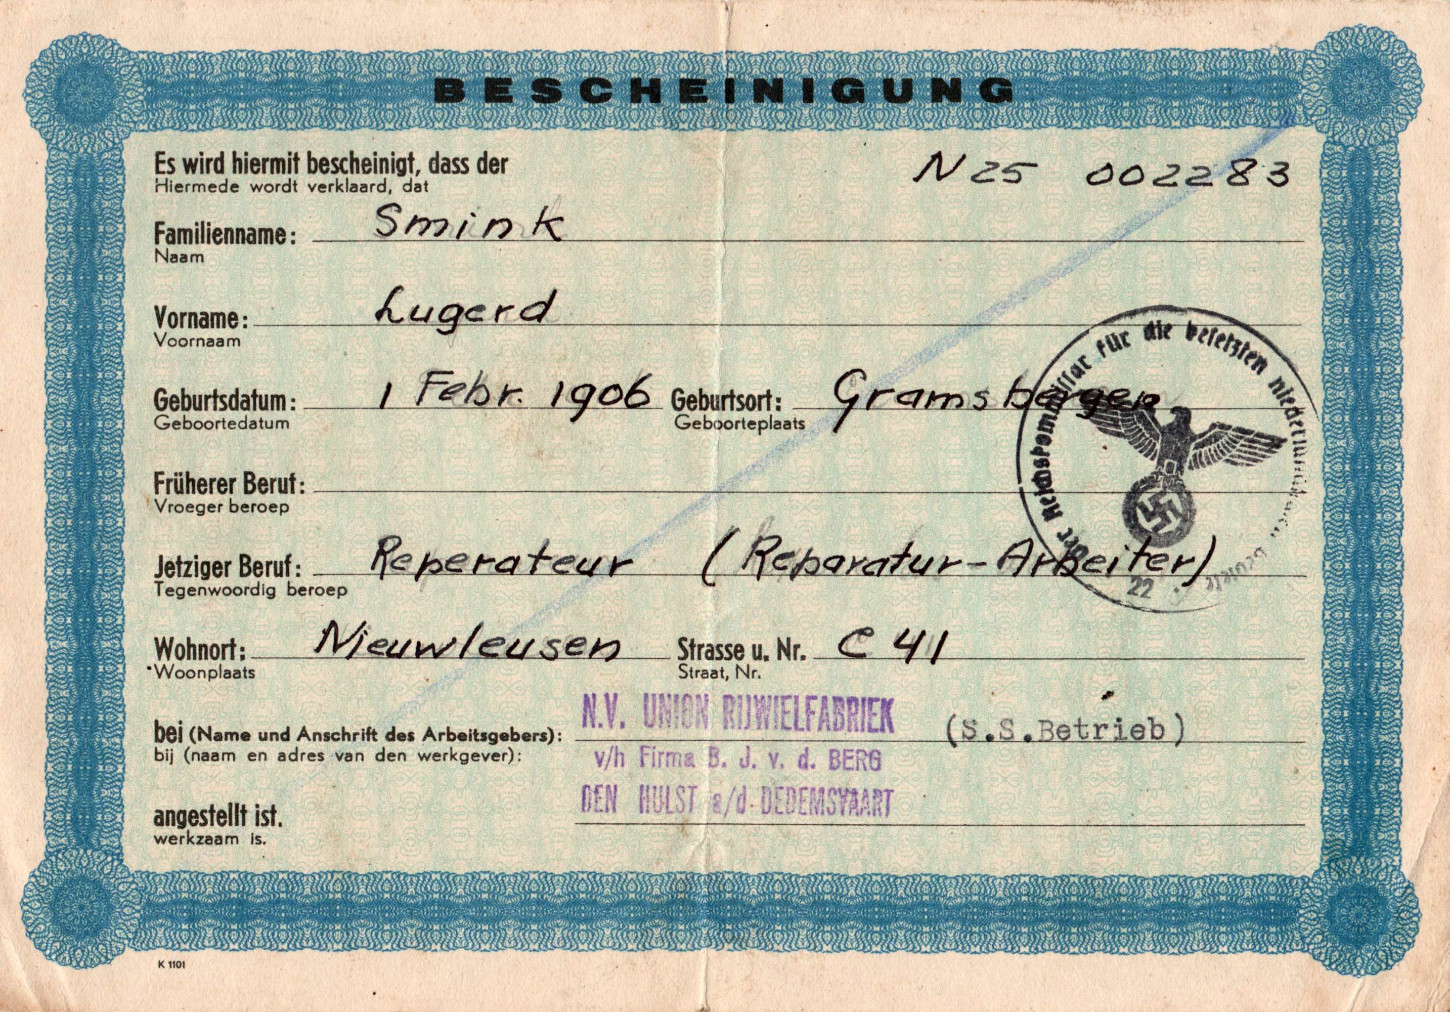 BESCHEINIGUNG
Es wird hiermit bescheinigt, dass der
Hiermede wordt verklaard, dat
N 25 002283
Familienname: Smink
Naam
Vorname: Lugerd
Voornaam
Geburtsdatum: 1 Febr. 1906 Geburtsort: Gramsbergen
Geboortedatum Geboorteplaats
Früherer Beruf:
Vroeger beroep
Jetziger Beruf: Reperateur (Reparatur-Arbeiter)
Tegenwoordig beroep
Wohnort: Nieuwleusen Strasse u. Nr. C 41
Woonplaats Straat, Nr.
bei (Name und Anschrift des Arbeitsgebers): N.V. UNION RIJWIELFABRIEK (S.S.Betrieb)
bij (naam en adres van den werkgever): v/h Firma B. J. v. d. BERG
DEN HULST a/d DEDEMSVAART
angestellt ist.
werkzaam is.
der Reichskommissar für die besetzten niederländischen
22
K 1101